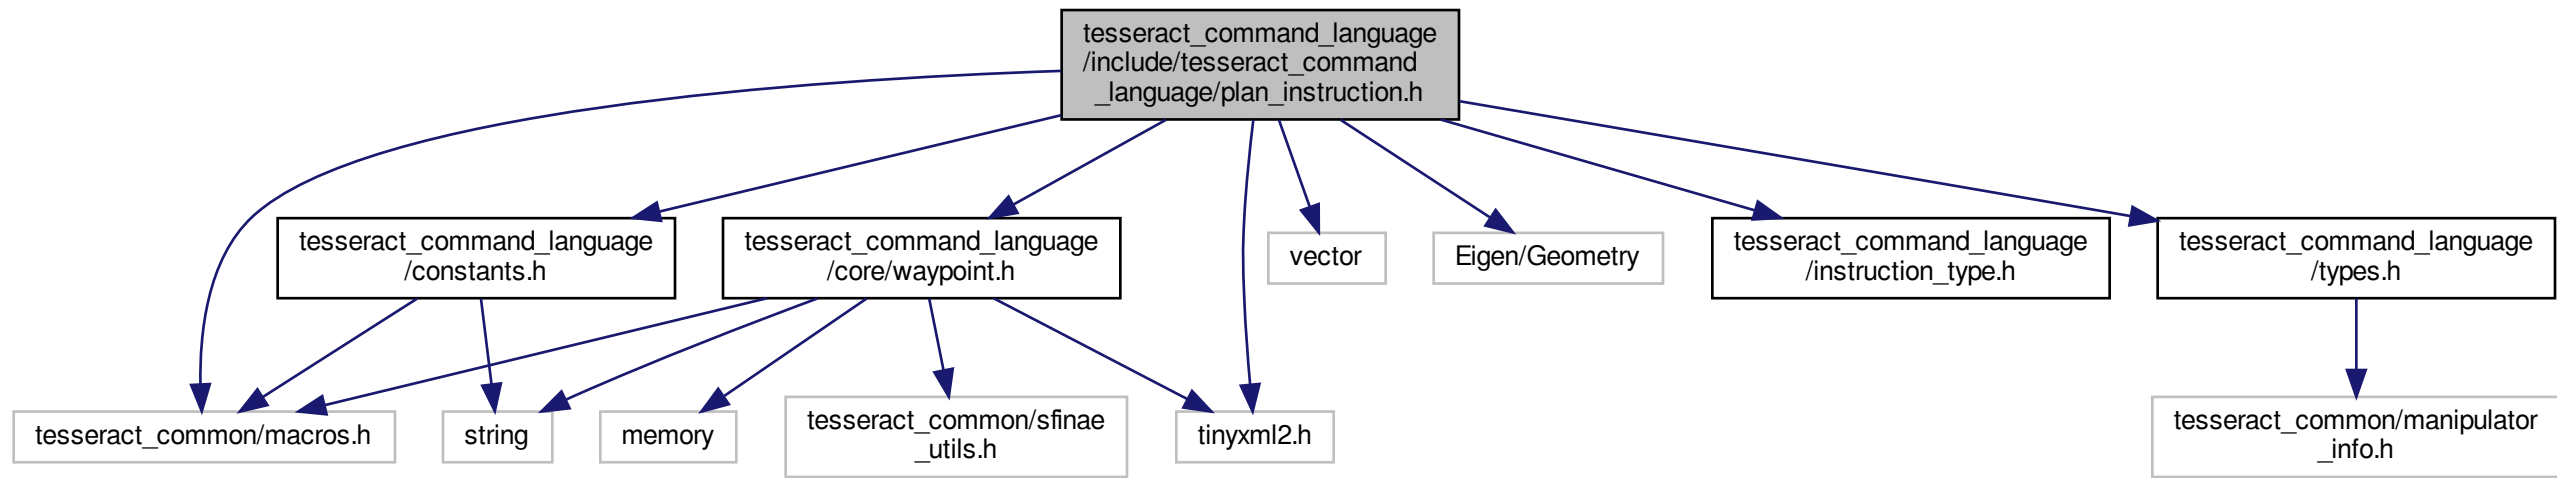 tesseract_command_language
/include/tesseract_command
_language/plan_instruction.h
tesseract_command_language
/constants.h
tesseract_command_language
/core/waypoint.h
vector
Eigen/Geometry
tesseract_command_language
/instruction_type.h
tesseract_command_language
/types.h
tesseract_common/macros.h
string
memory
tesseract_common/sfinae
_utils.h
tinyxml2.h
tesseract_common/manipulator
_info.h